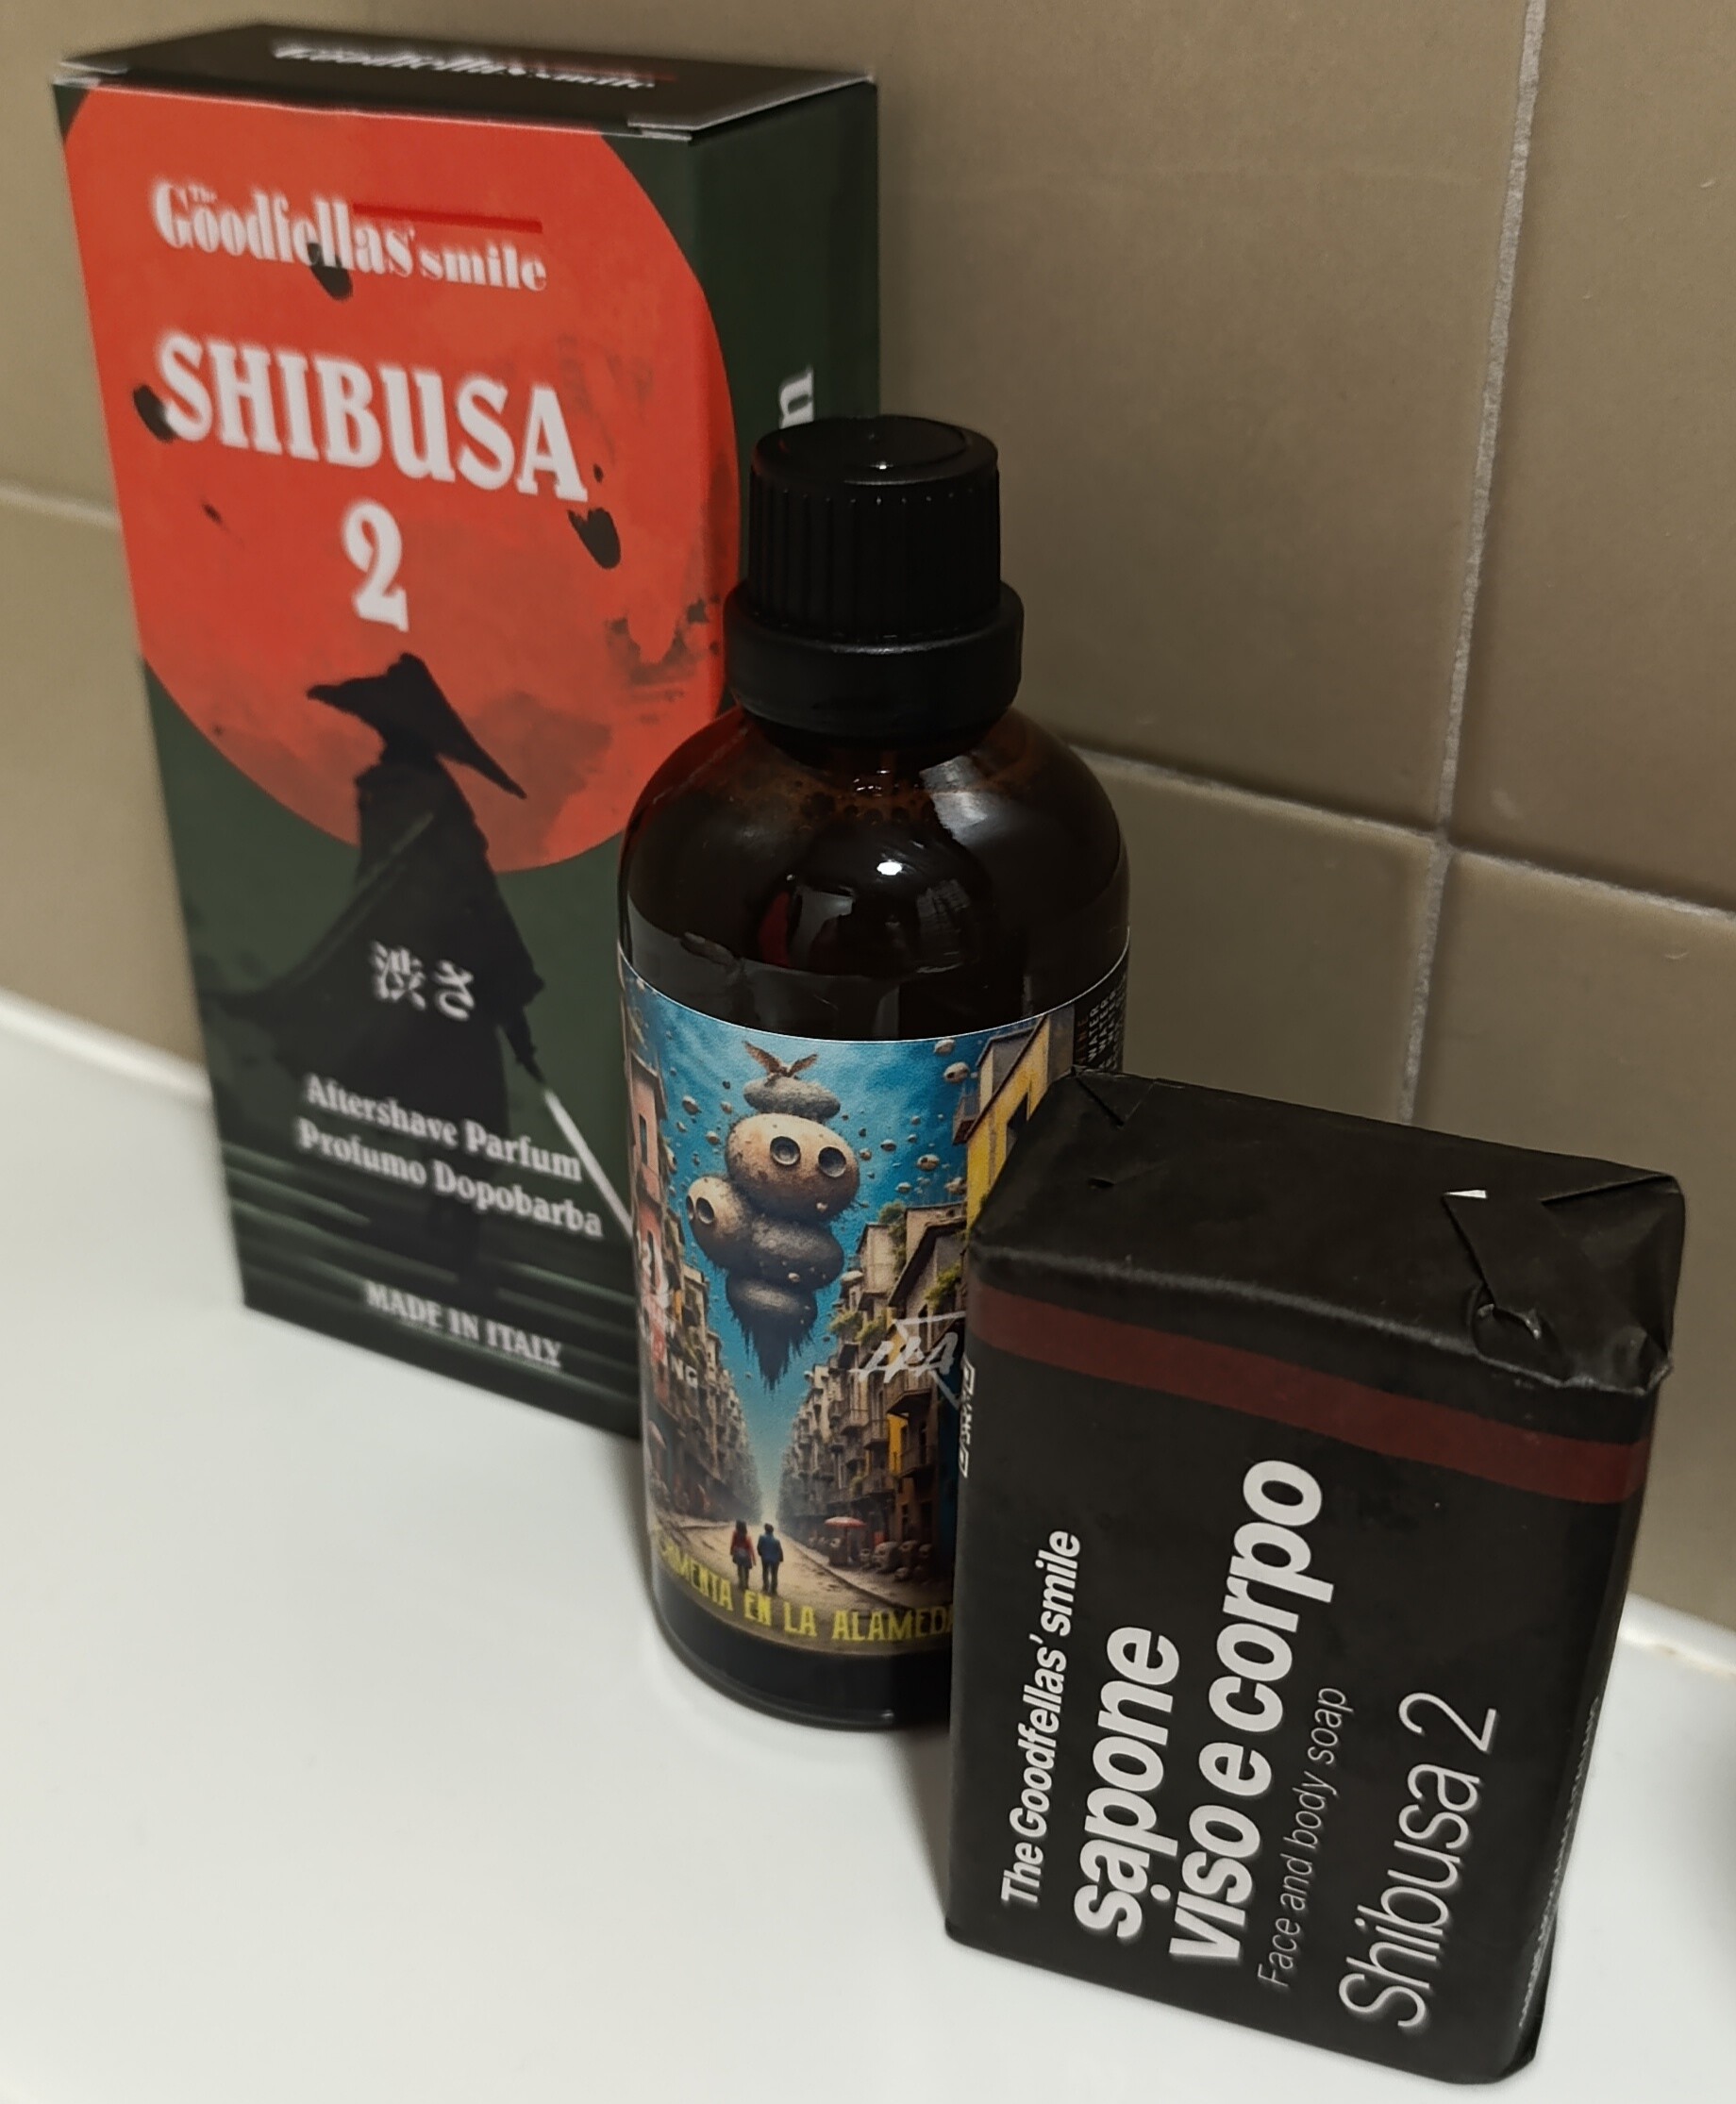 The Goodfellas' smile
SHIBUSA
2
渋さ
Aftershave Parfum
Profumo Dopobarba
MADE IN ITALY
EN LA ALAMEDA
The Goodfellas' smile
sapone
viso e corpo
Face and body soap
Shibusa 2